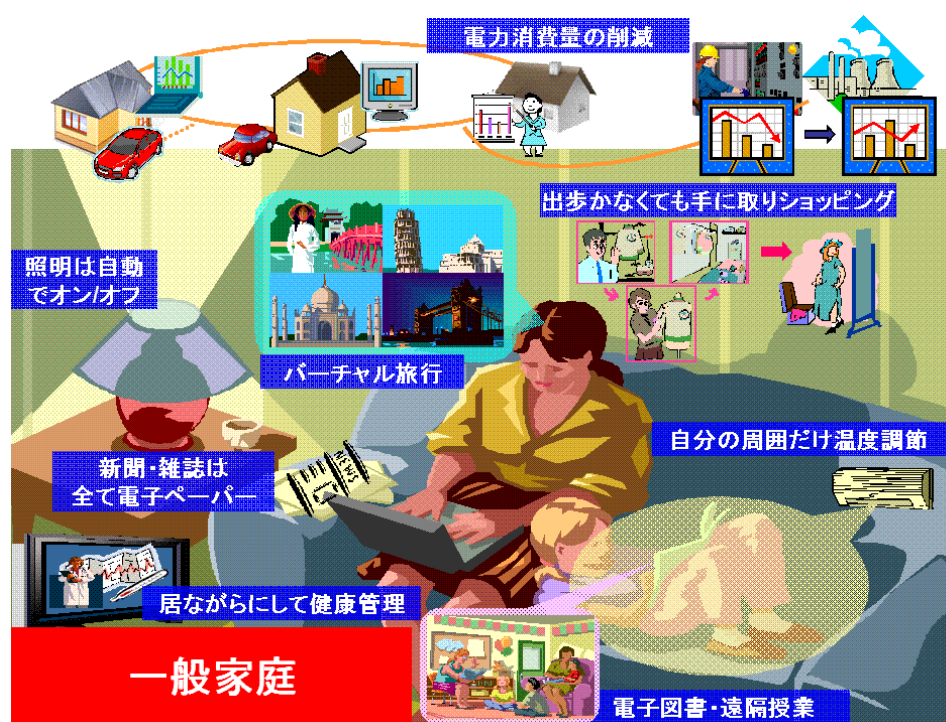 電力消費量の削減
出歩かなくても手に取りショッピング
照明は自動
でオン/オフ
バーチャル旅行
自分の周囲だけ温度調節
新聞・雑誌は
全て電子ペーパー
NEWS
居ながらにして健康管理
一般家庭
電子図書・遠隔授業